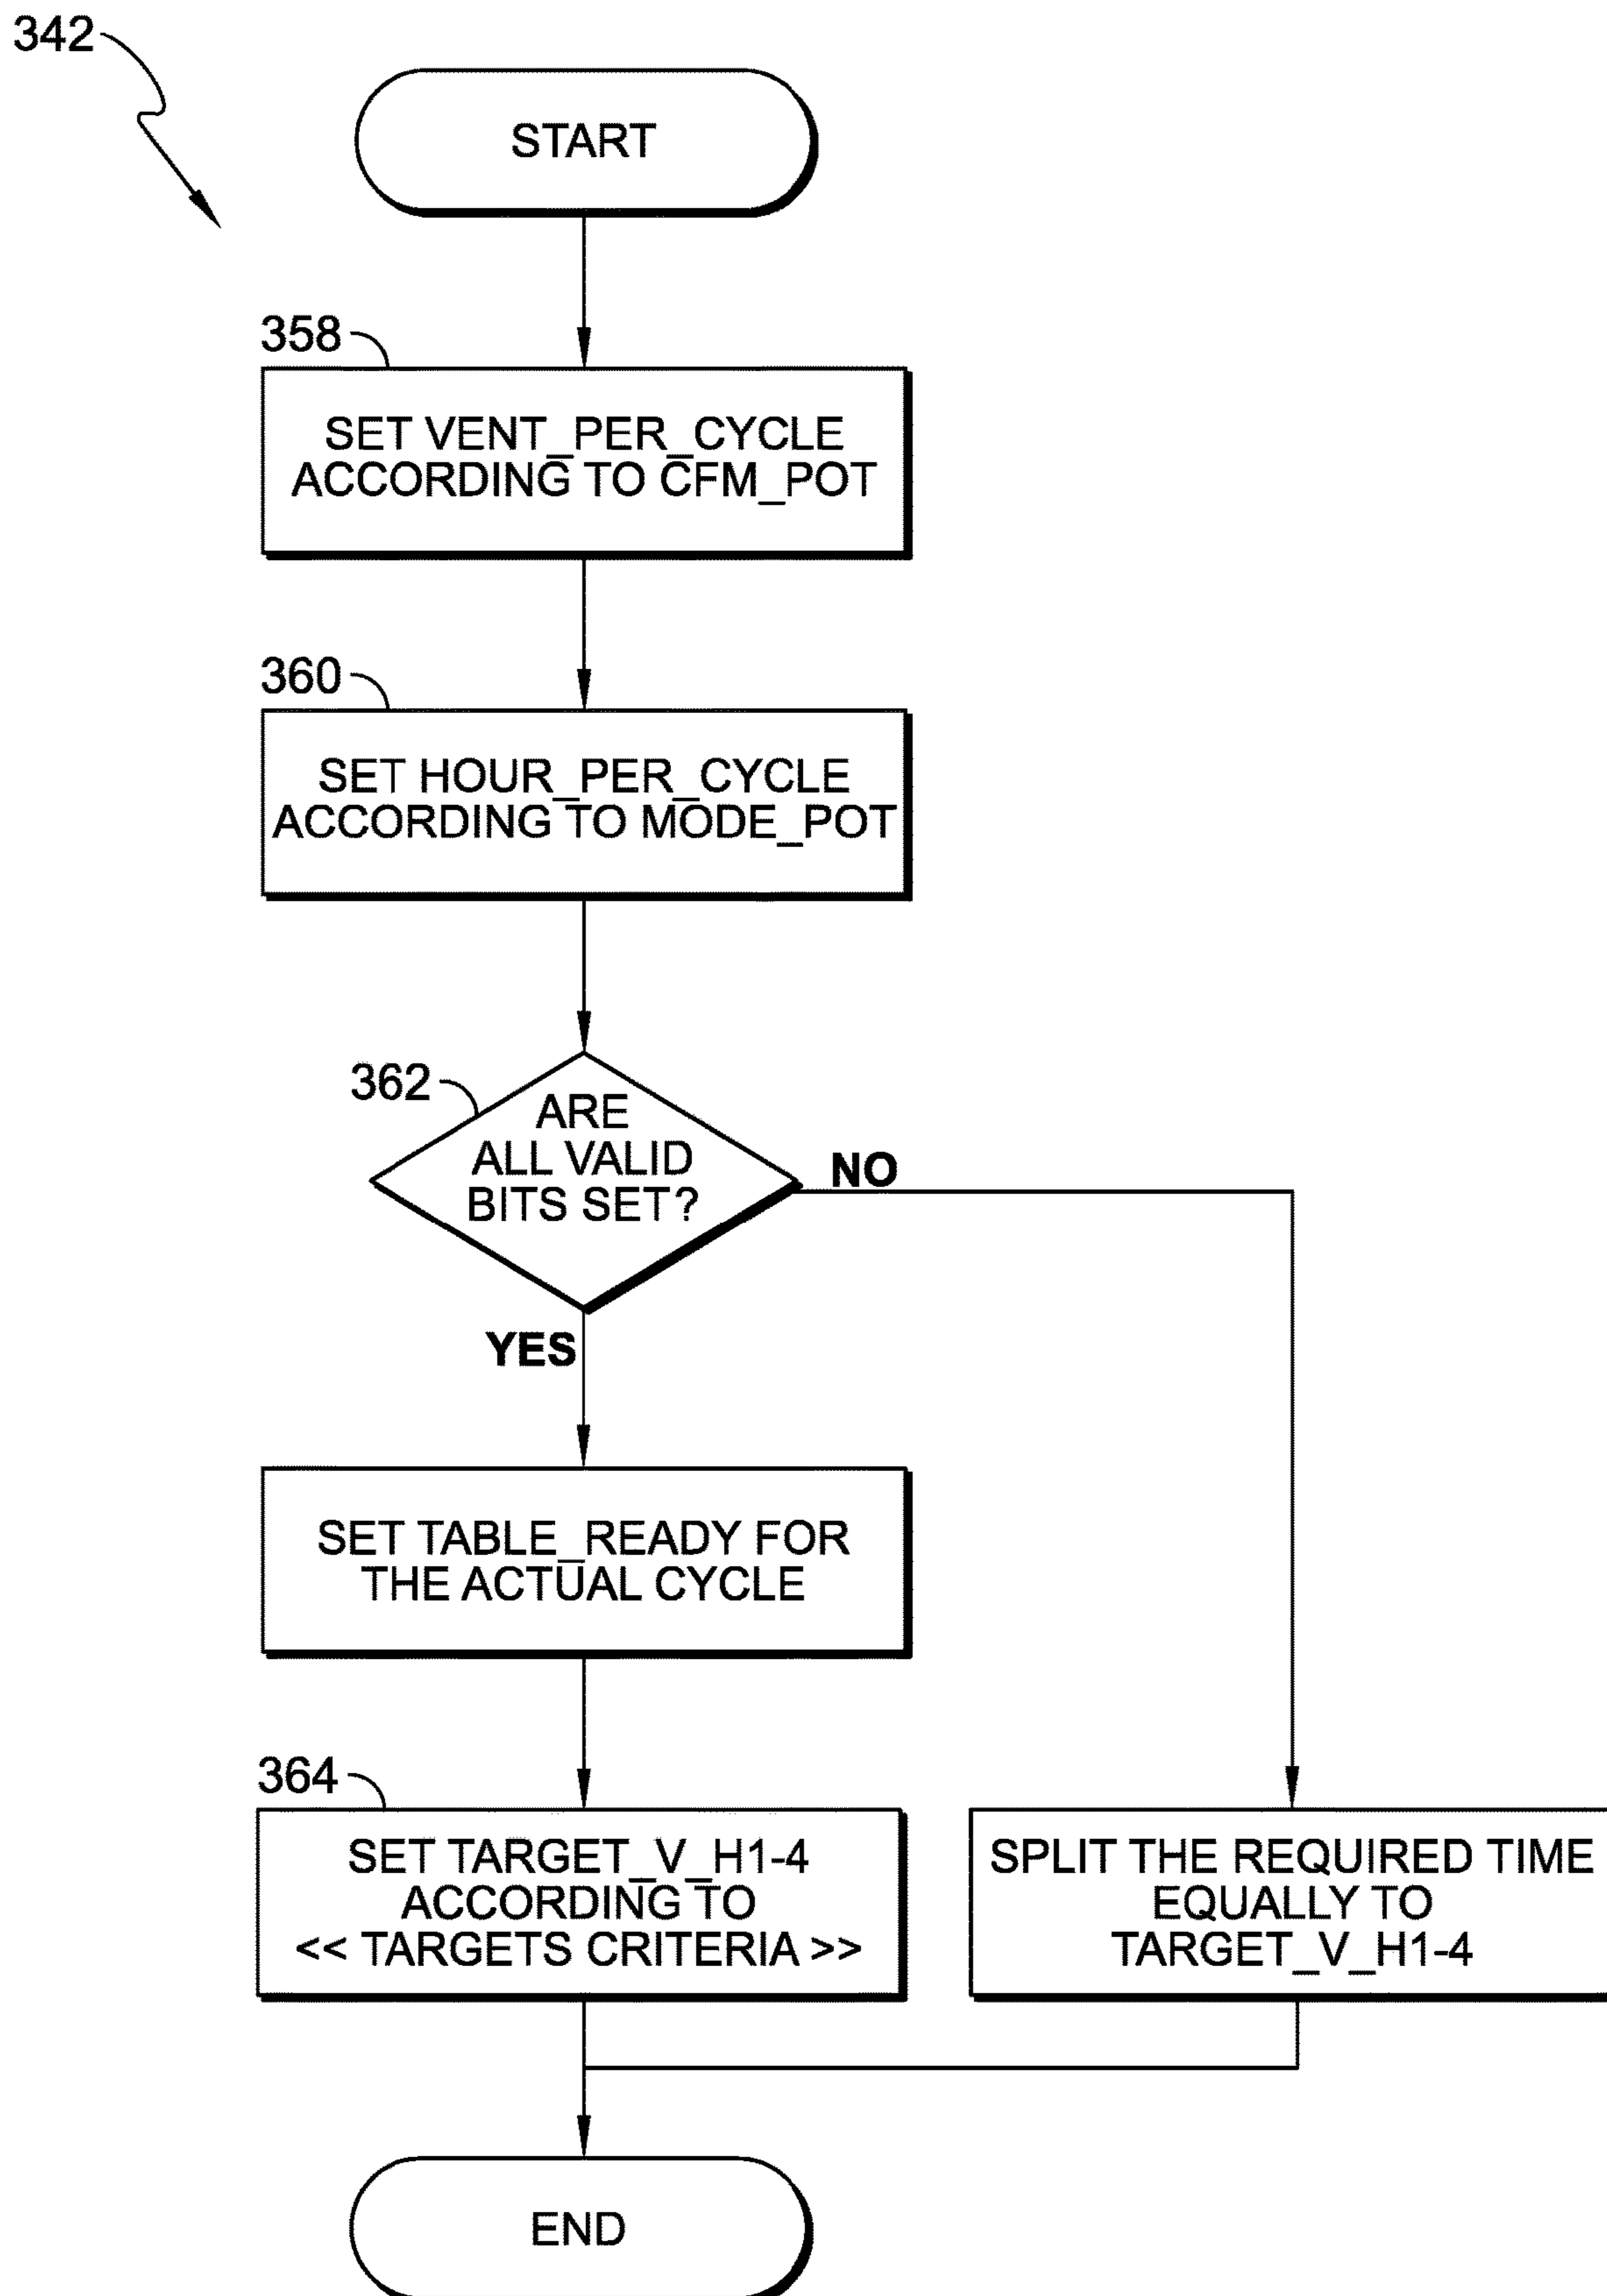 342
START
358
SET VENT_PER_CYCLE
ACCORDING TO CFM_POT
360
SET HOUR_PER_CYCLE
ACCORDING TO MODE_POT
362
ARE
ALL VALID
BITS SET?
NO
YES
SET TABLE_READY FOR
THE ACTUAL CYCLE
364
SET TARGET_V_H1-4
ACCORDING TO
<< TARGETS CRITERIA >>
SPLIT THE REQUIRED TIME
EQUALLY TO
TARGET_V_H1-4
END